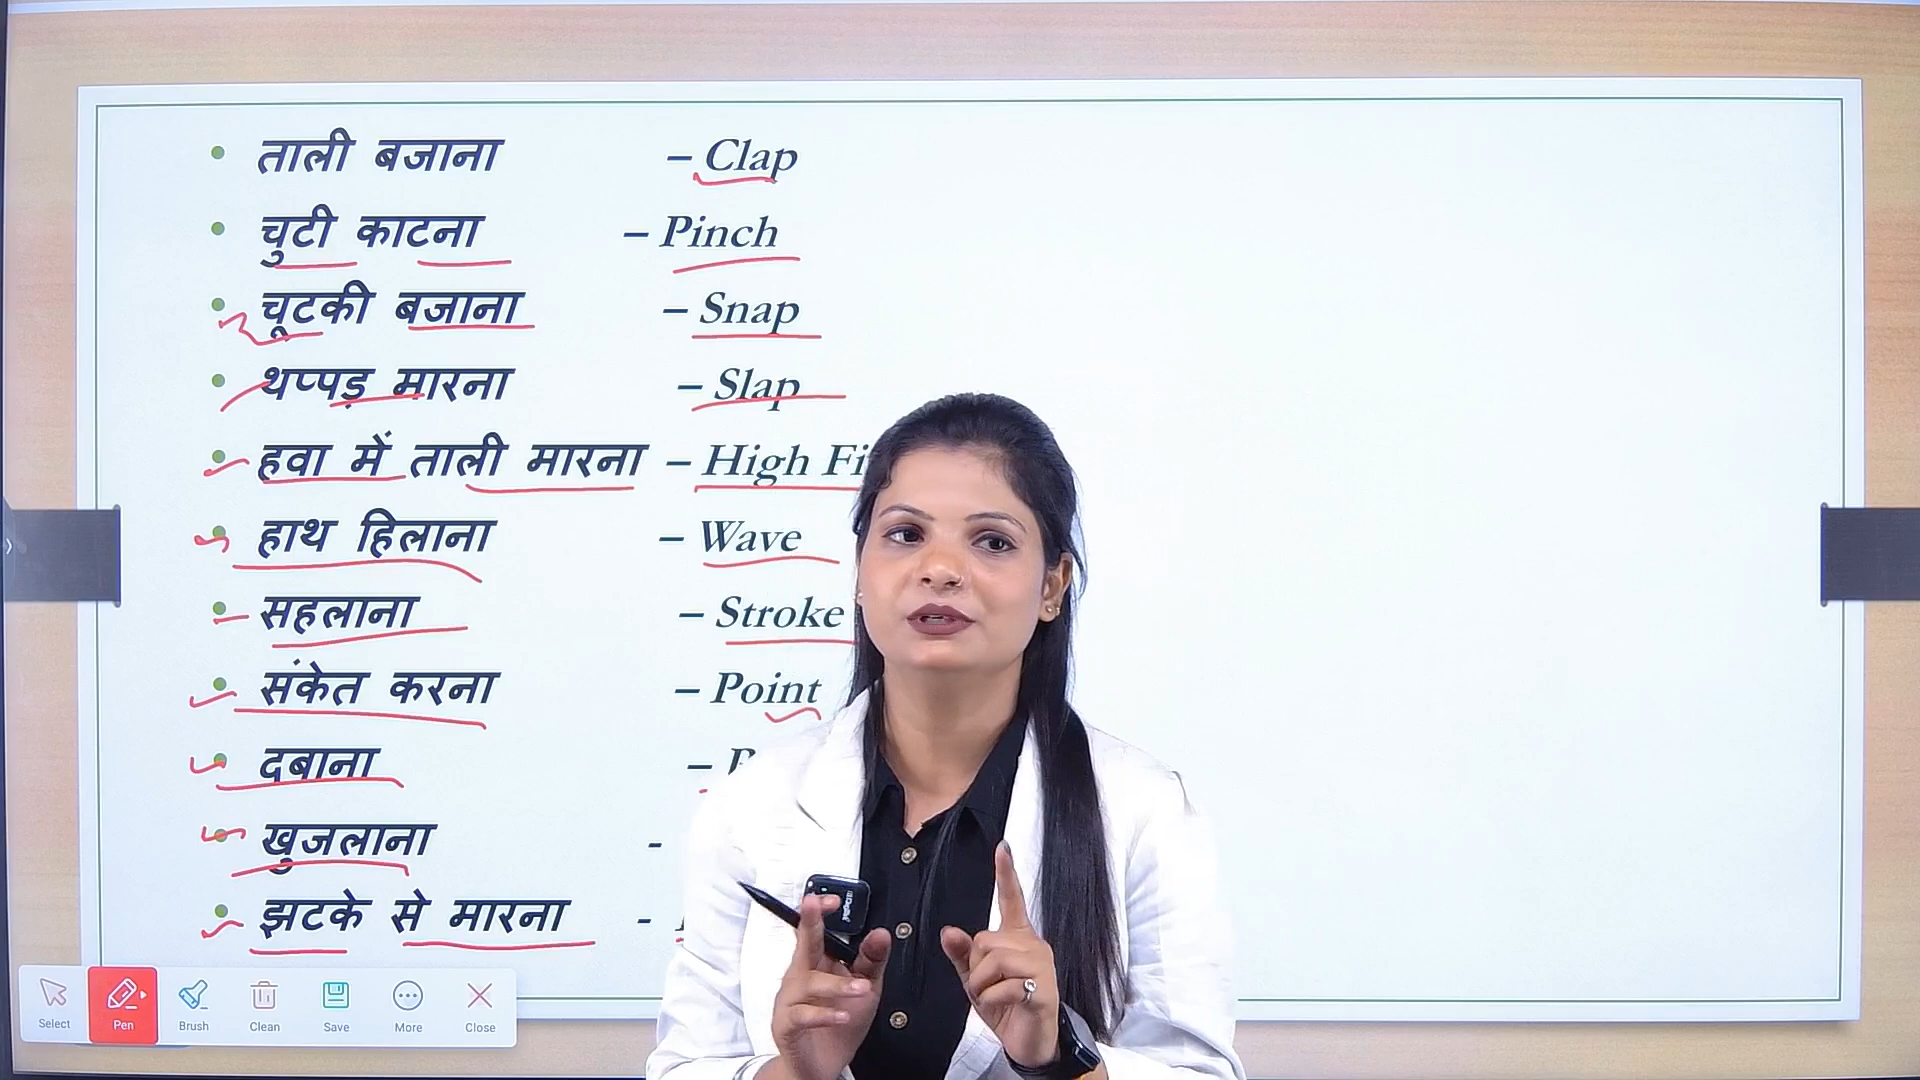 ताली बजाना – Clap
चुटी काटना – Pinch
चूटकी बजाना – Snap
थप्पड़ मारना – Slap
हवा में ताली मारना – High
हाथ हिलाना – Wave
सहलाना – Stroke
संकेत करना – Point
दबाना –
खुजलाना -
झटके से मारना -
Select Pen Brush Clean Save More Close